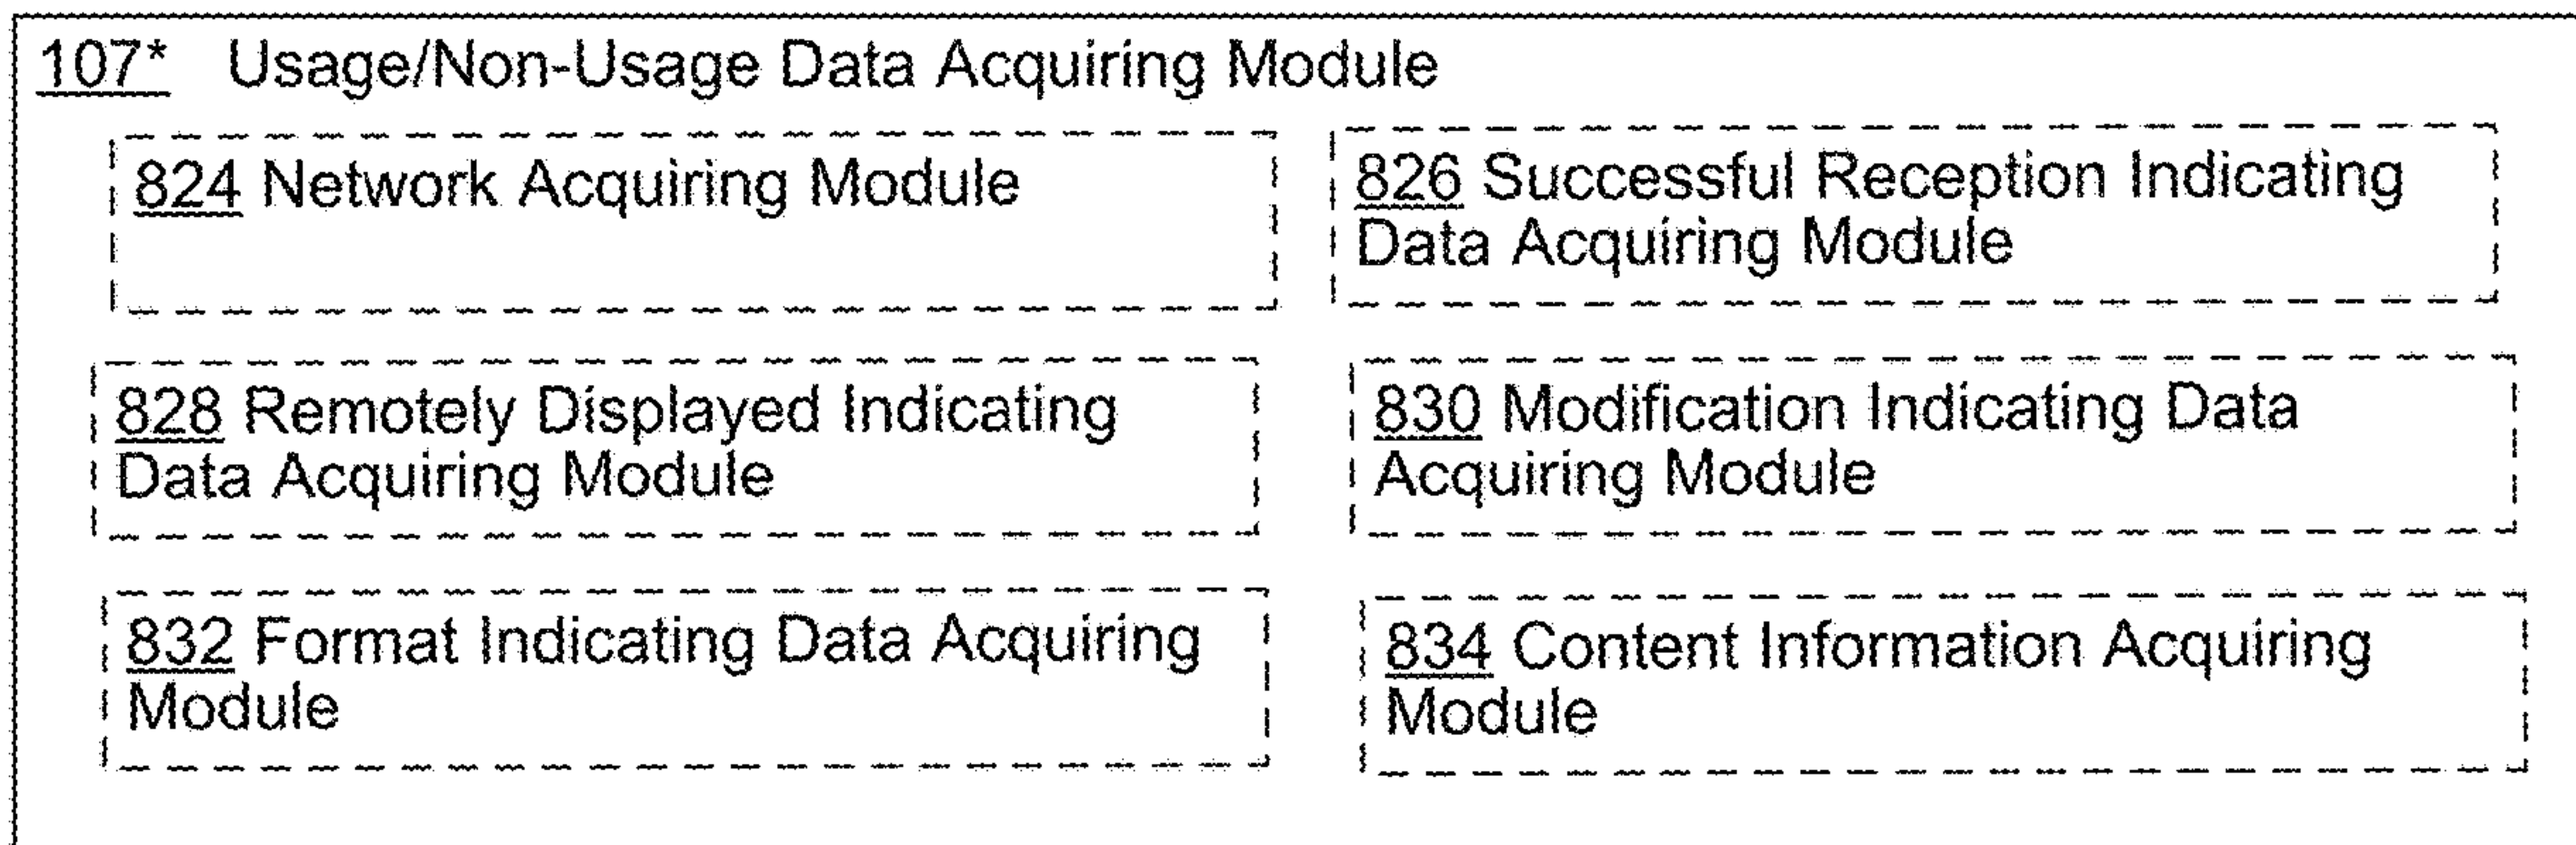 107* Usage/Non-Usage Data Acquiring Module
824 Network Acquiring Module
826 Successful Reception Indicating
Data Acquiring Module
828 Remotely Displayed Indicating
Data Acquiring Module
830 Modification Indicating Data
Acquiring Module
832 Format Indicating Data Acquiring
Module
834 Content Information Acquiring
Module